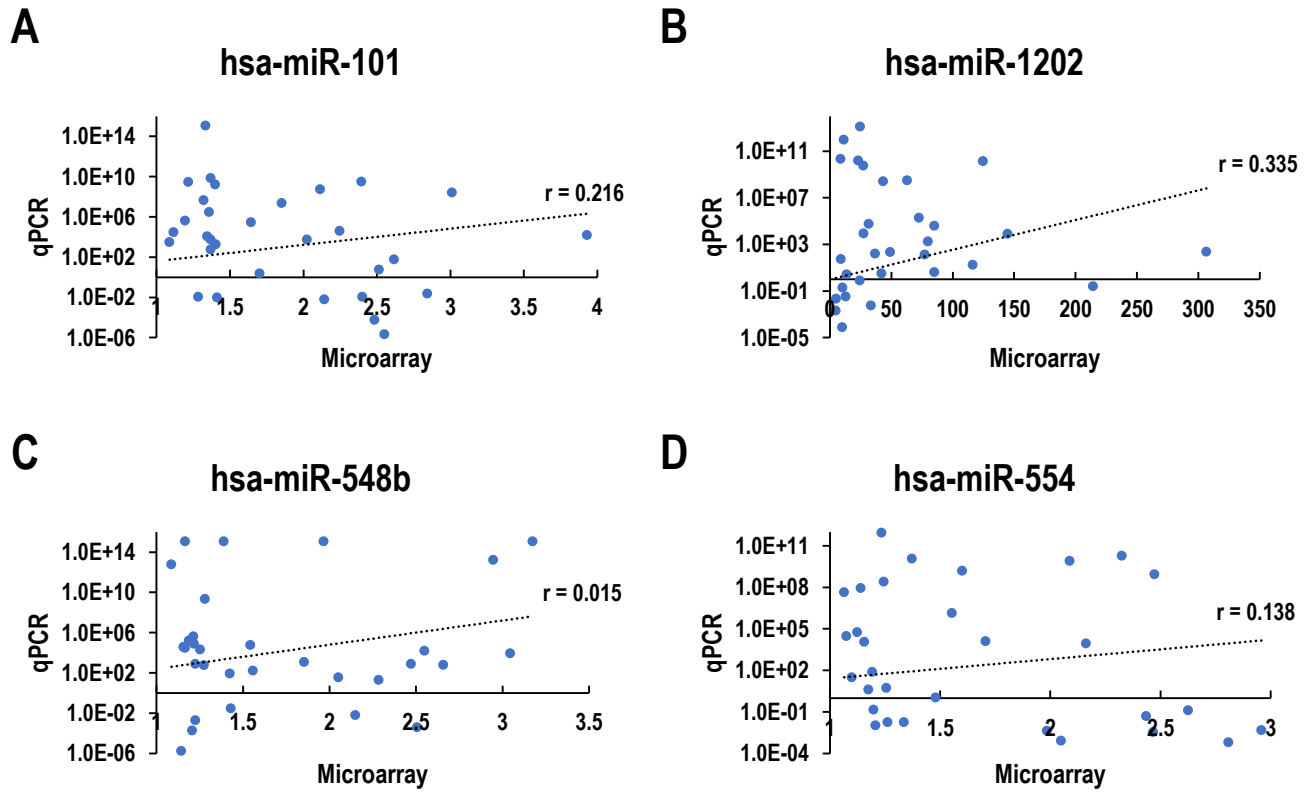 A
hsa-miR-101
qPCR
1.0E+14
1.0E+10
1.0E+06
1.0E+02
1.0E-02
1.0E-06
1 1.5 2 2.5 3 3.5 4
r = 0.216
Microarray
B
hsa-miR-1202
qPCR
1.0E+11
1.0E+07
1.0E+03
1.0E-01
1.0E-05
0 50 100 150 200 250 300 350
r = 0.335
Microarray
C
hsa-miR-548b
qPCR
1.0E+14
1.0E+10
1.0E+06
1.0E+02
1.0E-02
1.0E-06
1 1.5 2 2.5 3 3.5
r = 0.015
Microarray
D
hsa-miR-554
qPCR
1.0E+11
1.0E+08
1.0E+05
1.0E+02
1.0E-01
1.0E-04
1 1.5 2 2.5 3
r = 0.138
Microarray